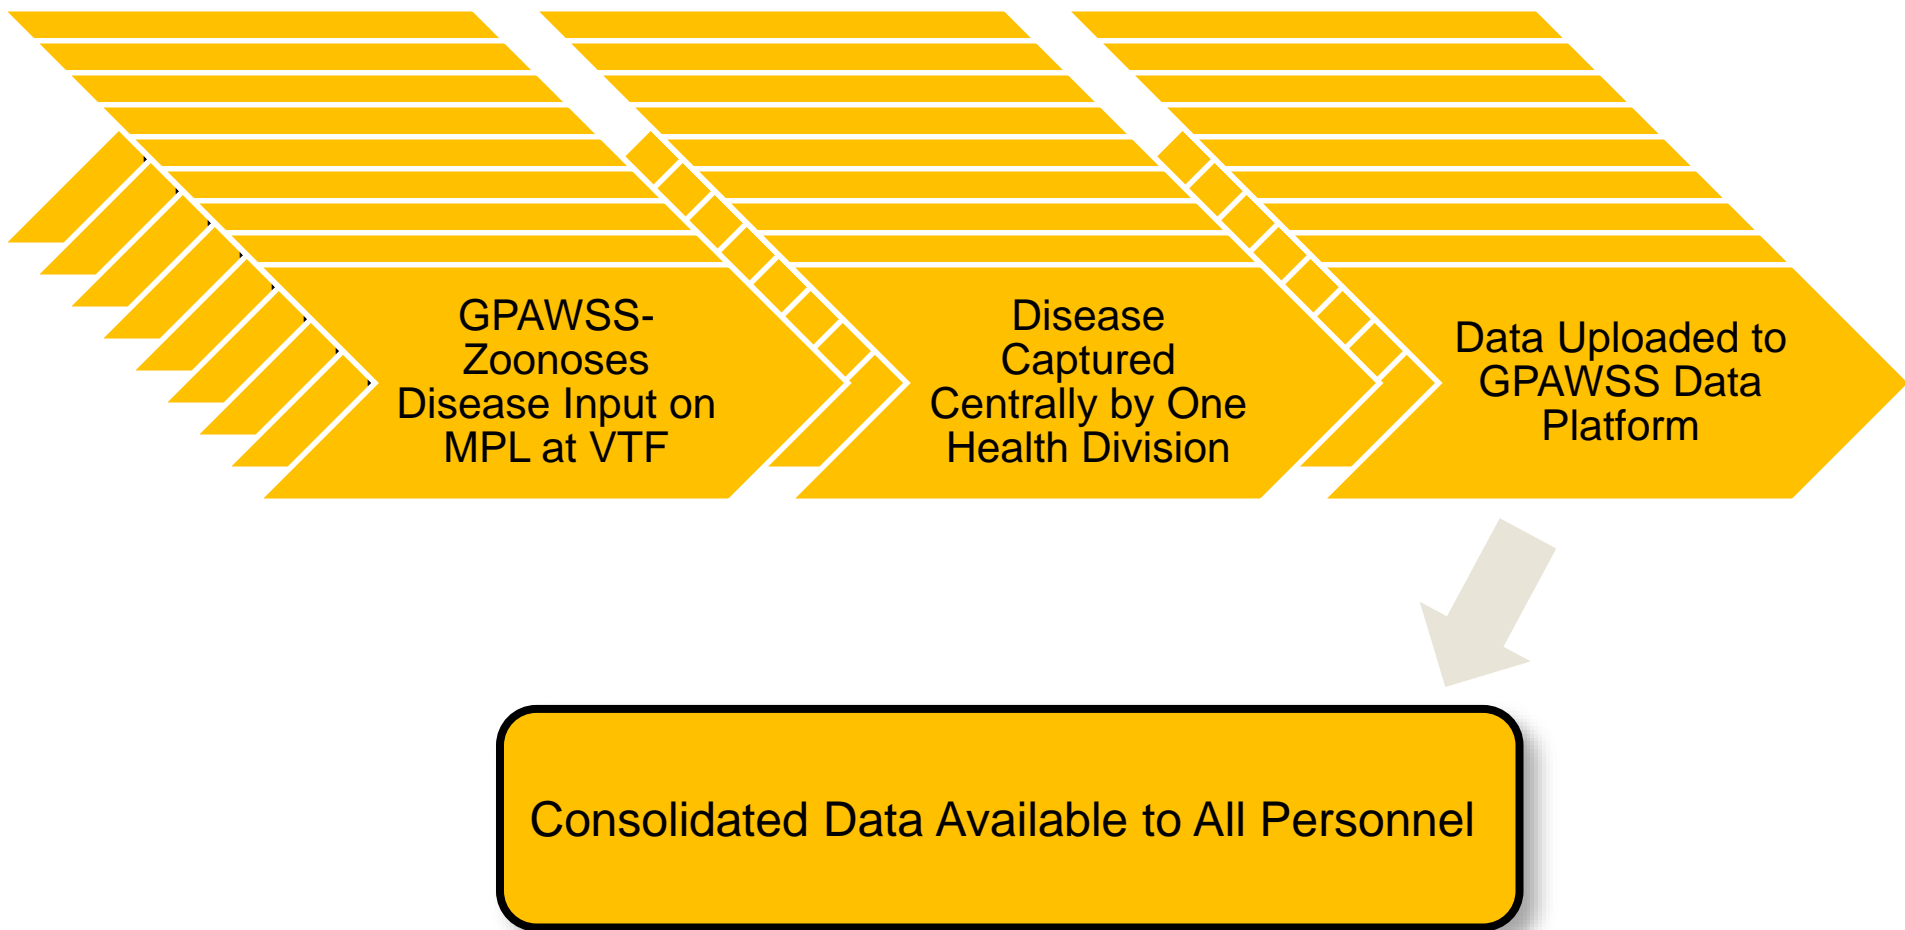 GPAWSS-
Zoonoses
Disease Input on
MPL at VTF
Disease
Captured
Centrally by One
Health Division
Data Uploaded to
GPAWSS Data
Platform
Consolidated Data Available to All Personnel